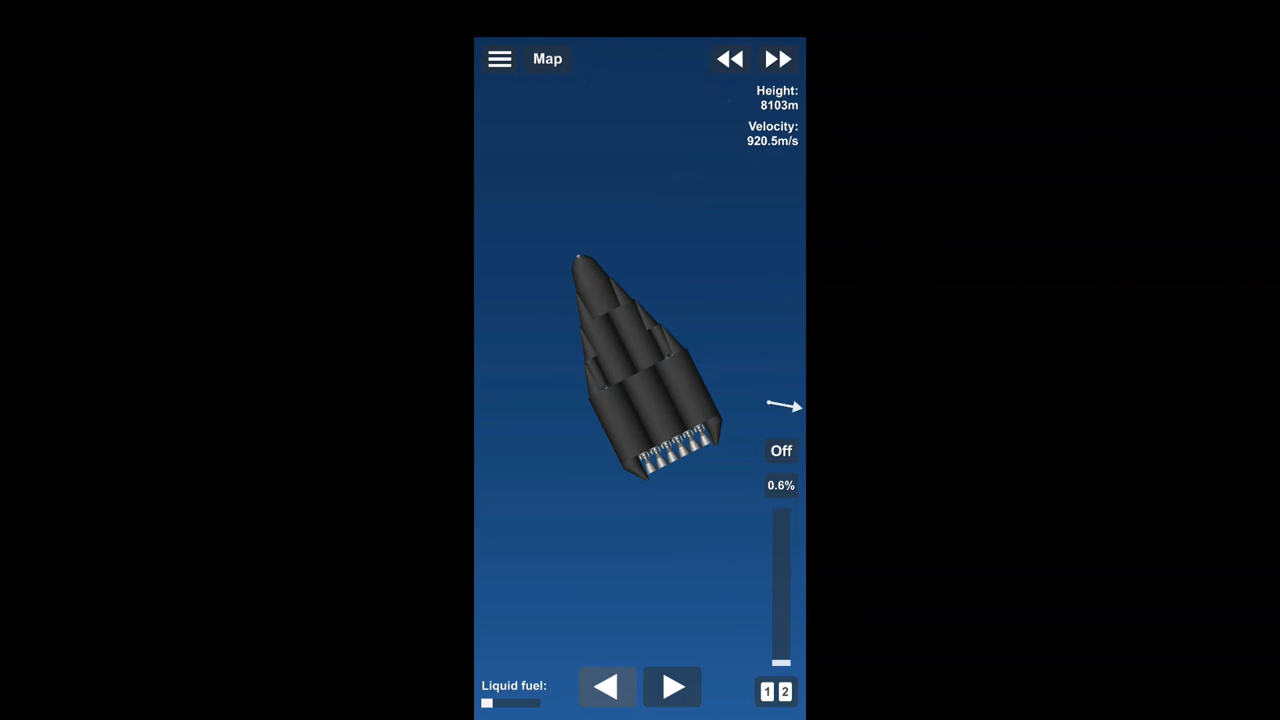 Map
Height:
8103m
Velocity:
920.5m/s
Off
0.6%
Liquid fuel:
1 2